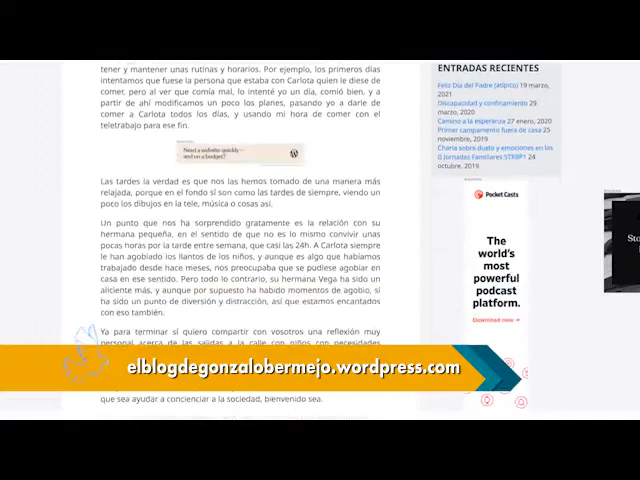 tener y mantener unas rutinas y horarios. Por ejemplo, los primeros días
intentamos que fuese la persona que estaba con Carlota quien le diese de
comer, pero al ver que comía mal, lo intenté yo un día, comió bien, y a
partir de ahí modificamos un poco los planes, pasando yo a darle de
comer a Carlota todos los días, y usando mi hora de comer con el
teletrabajo para ese fin.
Need a website quickly –
and on a budget?
Las tardes la verdad es que nos las hemos tomado de una manera más
relajada, porque en el fondo sí son como las tardes de siempre, viendo un
poco los dibujos en la tele, música o cosas así.
Un punto que nos ha sorprendido gratamente es la relación con su
hermana pequeña, en el sentido de que no es lo mismo convivir unas
pocas horas por la tarde entre semana, que casi las 24h. A Carlota siempre
le han agobiado los llantos de los niños, y aunque es algo que habíamos
trabajado desde hace meses, nos preocupaba que se pudiese agobiar en
casa en ese sentido. Pero todo lo contrario, su hermana Vega ha sido un
aliciente más, y aunque por supuesto ha habido momentos de agobio, si
ha sido un punto de diversión y distracción, así que estamos encantados
con eso también.
Ya para terminar sí quiero compartir con vosotros una reflexión muy
personal acerca de las salidas a la calle con niños con necesidades
elblogdegonzalobermejo.wordpress.com
que sea ayudar a concienciar a la sociedad, bienvenido sea.
ENTRADAS RECIENTES
Feliz Día del Padre (atípico) 19 marzo,
2021
Discapacidad y confinamiento 29
marzo, 2020
Camino a la esperanza 27 enero, 2020
Primer campamento fuera de casa 25
noviembre, 2019
Charla sobre duelo y emociones en las
II Jornadas Familiares STXBP1 24
octubre, 2019
Pocket Casts
The
world's
most
powerful
podcast
platform.
Download now →